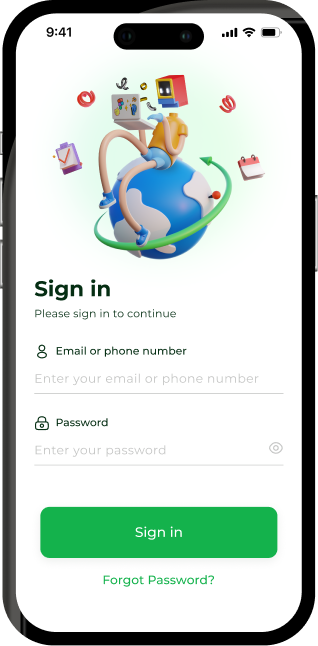 9:41
Sign in
Please sign in to continue
Email or phone number
Enter your email or phone number
Password
Enter your password
Sign in
Forgot Password?